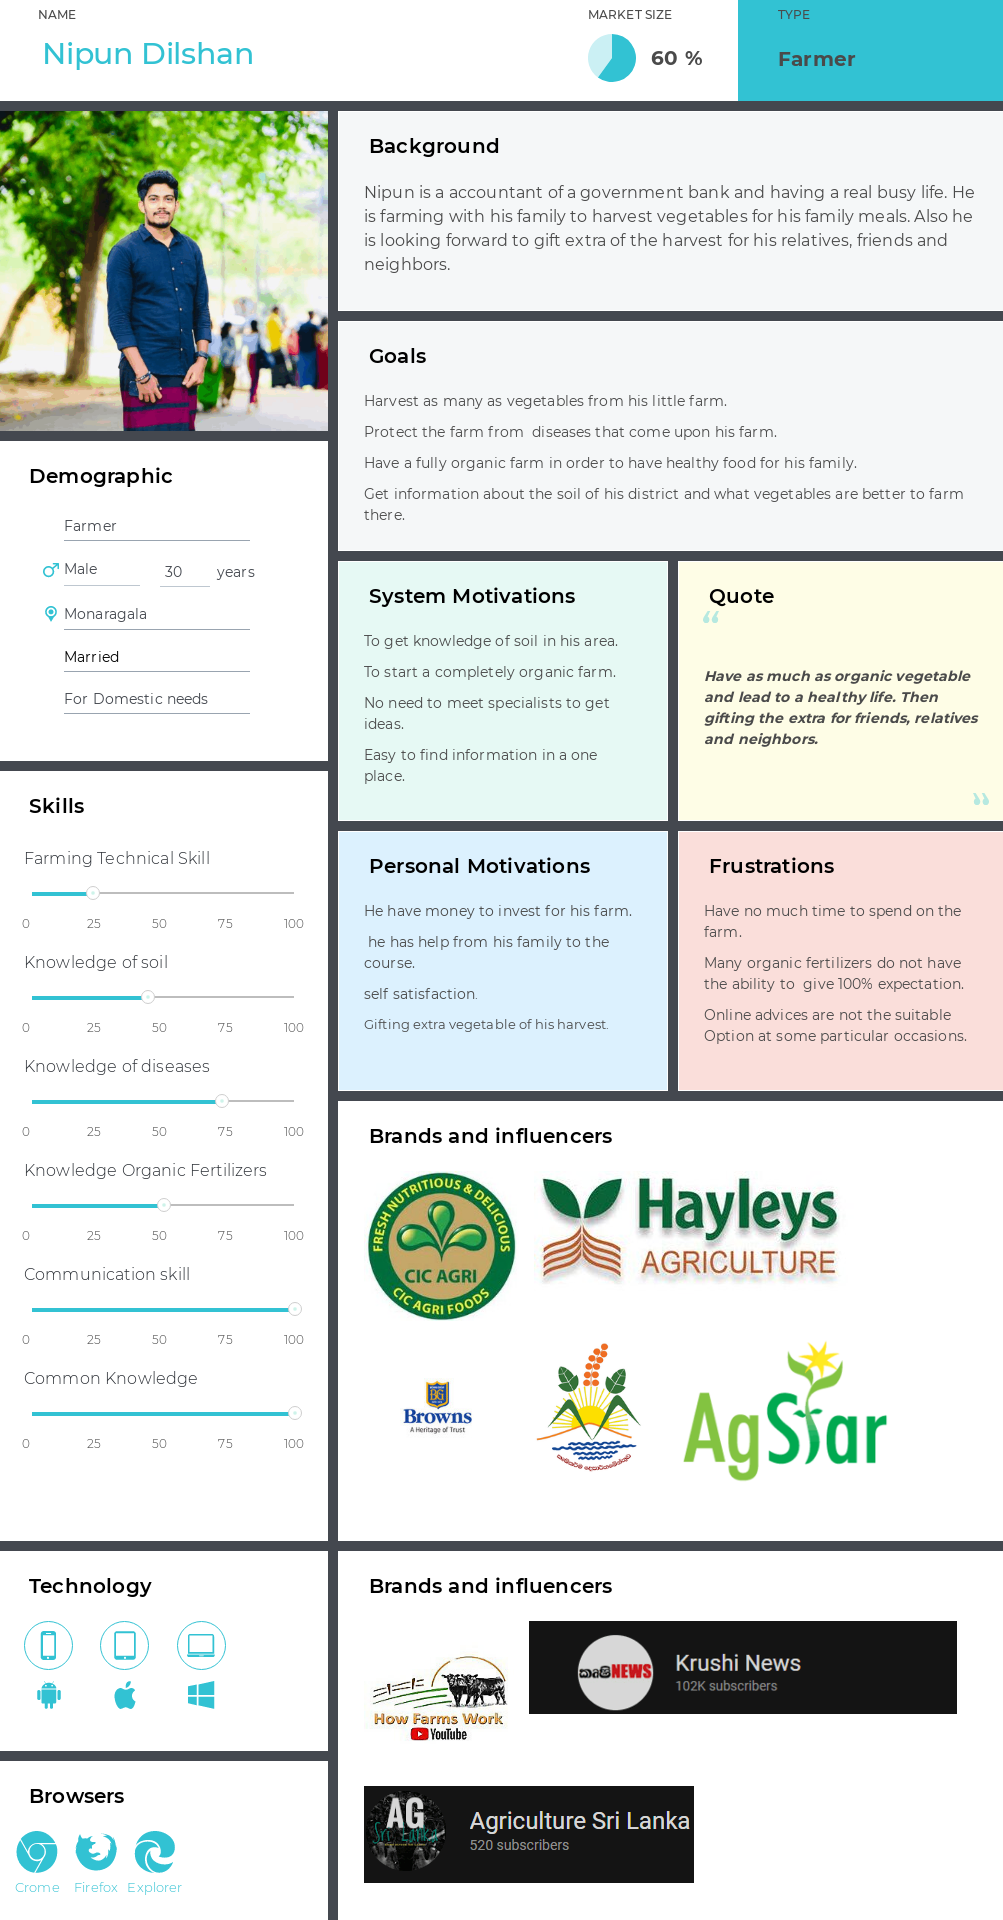 NAME
Nipun Dilshan
MARKET SIZE
60 %
TYPE
Farmer
Background
Nipun is a accountant of a government bank and having a real busy life. He
is farming with his family to harvest vegetables for his family meals. Also he
is looking forward to gift extra of the harvest for his relatives, friends and
neighbors.
Goals
Harvest as many as vegetables from his little farm.
Protect the farm from  diseases that come upon his farm.
Have a fully organic farm in order to have healthy food for his family.
Get information about the soil of his district and what vegetables are better to farm
there.
Demographic
Farmer
Male 30 years
Monaragala
Married
For Domestic needs
System Motivations
To get knowledge of soil in his area.
To start a completely organic farm.
No need to meet specialists to get
ideas.
Easy to find information in a one
place.
Quote
“
Have as much as organic vegetable
and lead to a healthy life. Then
gifting the extra for friends, relatives
and neighbors.
”
Skills
Farming Technical Skill
0 25 50 75 100
Knowledge of soil
0 25 50 75 100
Knowledge of diseases
0 25 50 75 100
Knowledge Organic Fertilizers
0 25 50 75 100
Communication skill
0 25 50 75 100
Common Knowledge
0 25 50 75 100
Personal Motivations
He have money to invest for his farm.
he has help from his family to the
course.
self satisfaction.
Gifting extra vegetable of his harvest.
Frustrations
Have no much time to spend on the
farm.
Many organic fertilizers do not have
the ability to  give 100% expectation.
Online advices are not the suitable
Option at some particular occasions.
Brands and influencers
FRESH NUTRITIOUS & DELICIOUS
CIC AGRI
CIC AGRI FOODS
Hayleys
AGRICULTURE
BG
Browns
A Heritage of Trust
AgStar
Technology
Browsers
Crome Firefox Explorer
Brands and influencers
How Farms Work
YouTube
කෘෂිNEWS
Krushi News
102K subscribers
AG
Sri Lanka
Agriculture Sri Lanka
520 subscribers